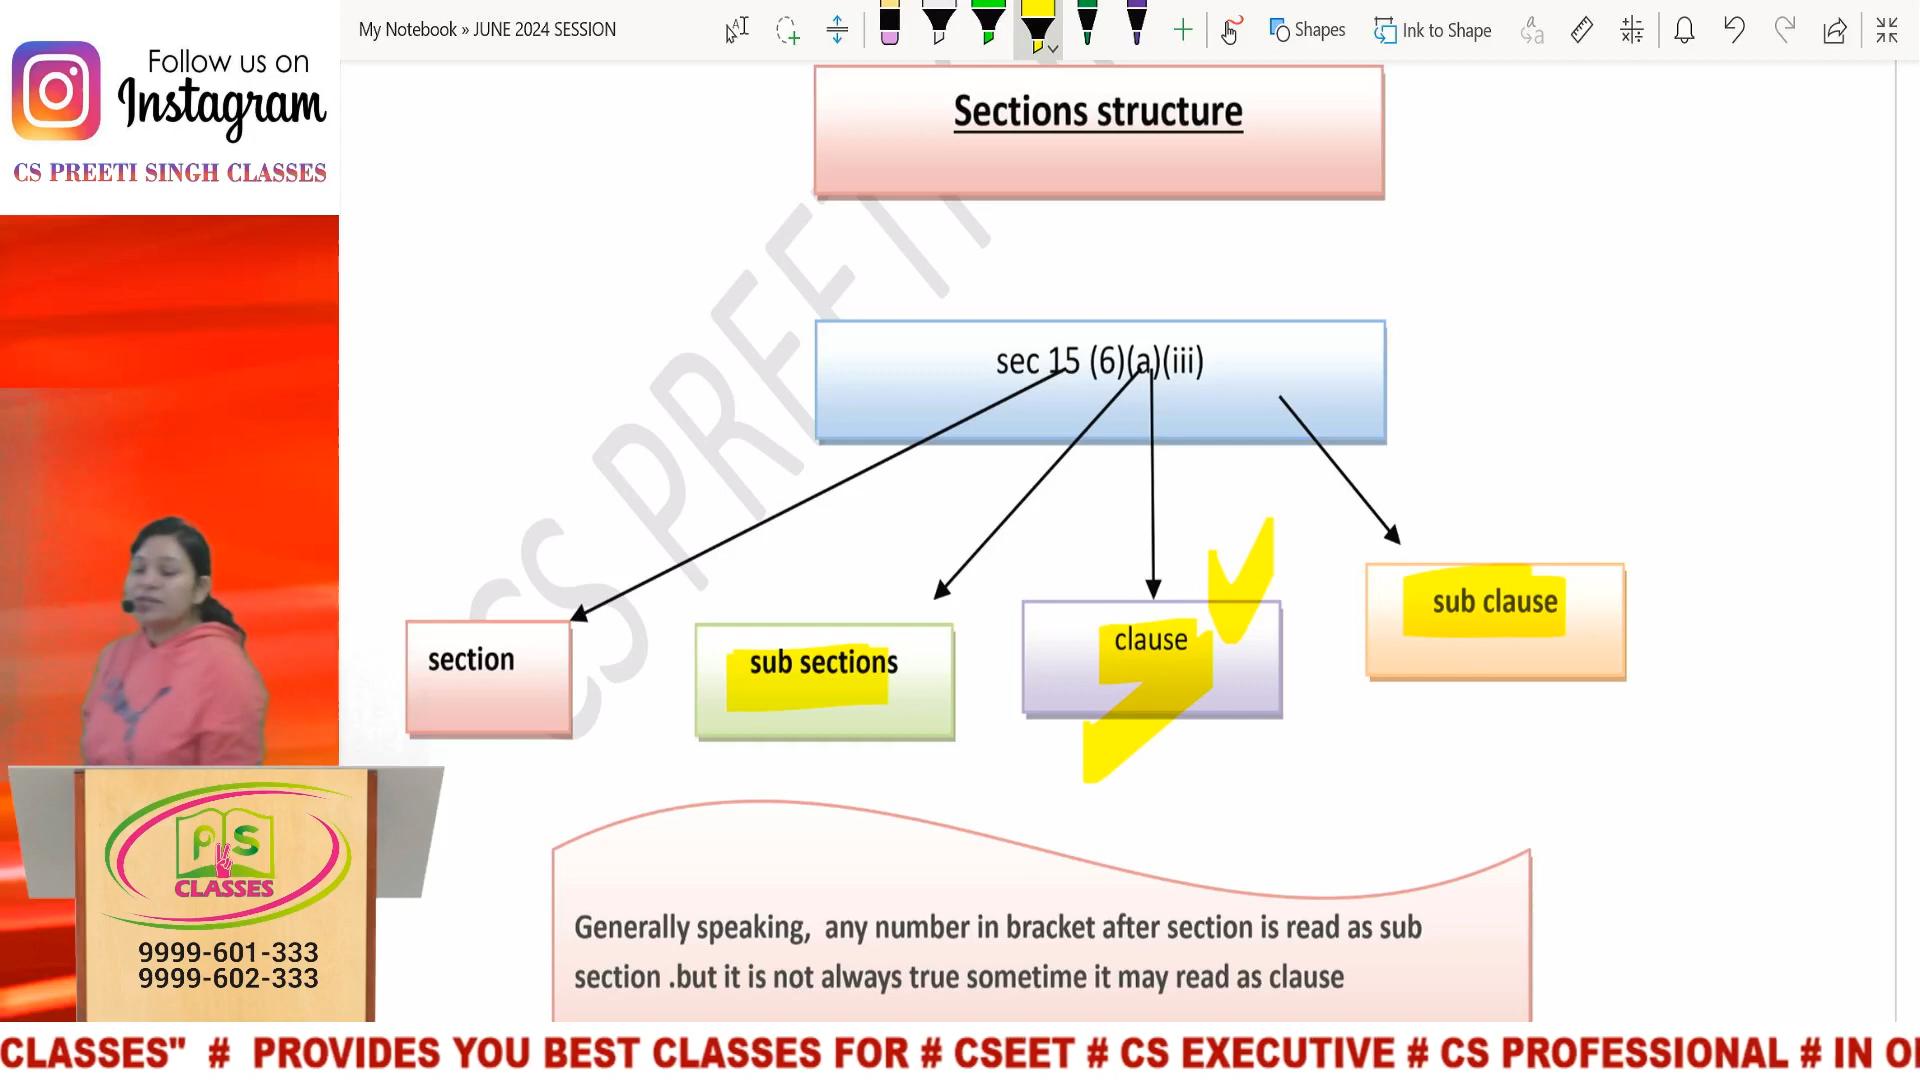 Follow us on
Instagram
CS PREETI SINGH CLASSES
My Notebook » JUNE 2024 SESSION
Shapes
Ink to Shape
Sections structure
CS PREETI
sec 15 (6)(a)(iii)
section
sub sections
clause
sub clause
Generally speaking, any number in bracket after section is read as sub
section .but it is not always true sometime it may read as clause
PS
CLASSES
9999-601-333
9999-602-333
CLASSES" # PROVIDES YOU BEST CLASSES FOR # CSEET # CS EXECUTIVE # CS PROFESSIONAL # IN